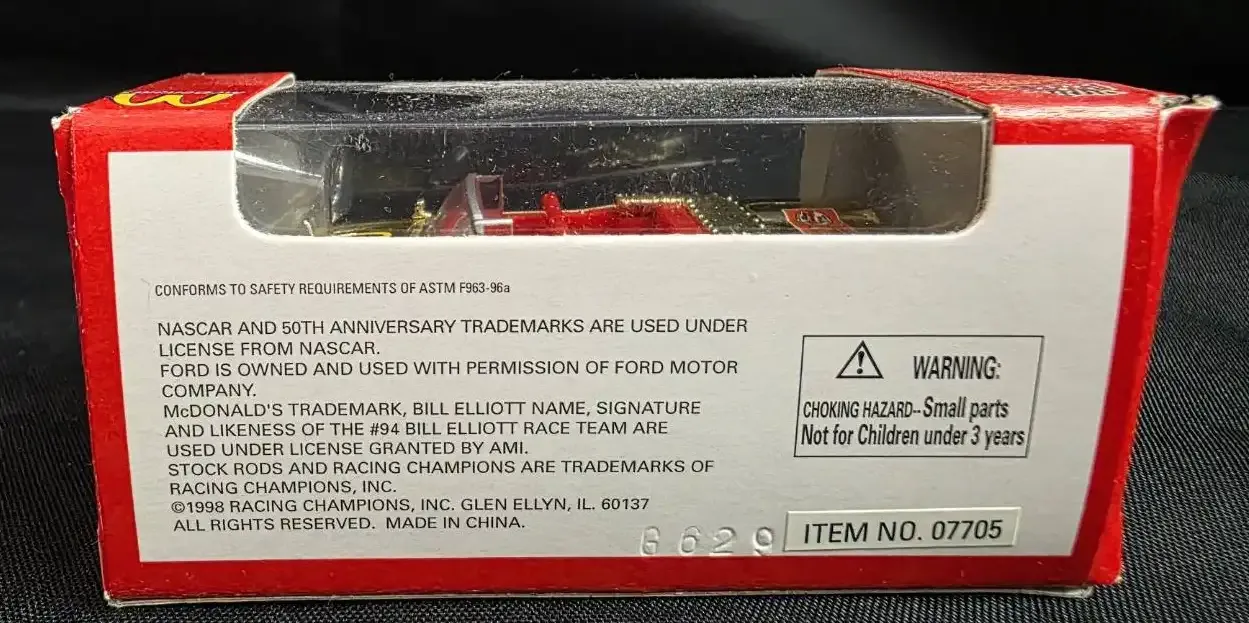 CONFORMS TO SAFETY REQUIREMENTS OF ASTM F963-96a
NASCAR AND 50TH ANNIVERSARY TRADEMARKS ARE USED UNDER
LICENSE FROM NASCAR.
FORD IS OWNED AND USED WITH PERMISSION OF FORD MOTOR
COMPANY.
McDONALD'S TRADEMARK, BILL ELLIOTT NAME, SIGNATURE
AND LIKENESS OF THE #94 BILL ELLIOTT RACE TEAM ARE
USED UNDER LICENSE GRANTED BY AMI.
STOCK RODS AND RACING CHAMPIONS ARE TRADEMARKS OF
RACING CHAMPIONS, INC.
©1998 RACING CHAMPIONS, INC. GLEN ELLYN, IL. 60137
ALL RIGHTS RESERVED. MADE IN CHINA.
WARNING:
CHOKING HAZARD--Small parts
Not for Children under 3 years
ITEM NO. 07705